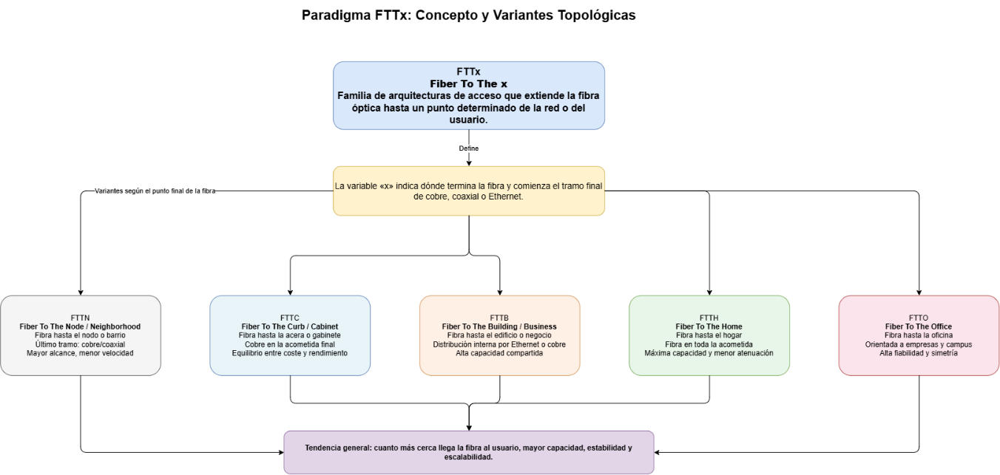 Paradigma FTTx: Concepto y Variantes Topológicas
FTTx
Fiber To The x
Familia de arquitecturas de acceso que extiende la fibra
óptica hasta un punto determinado de la red o del
usuario.
Define
La variable «x» indica dónde termina la fibra y comienza el tramo final
de cobre, coaxial o Ethernet.
Variantes según el punto final de la fibra
FTTN
Fiber To The Node / Neighborhood
Fibra hasta el nodo o barrio
Último tramo: cobre/coaxial
Mayor alcance, menor velocidad
FTTC
Fiber To The Curb / Cabinet
Fibra hasta la acera o gabinete
Cobre en la acometida final
Equilibrio entre coste y rendimiento
FTTB
Fiber To The Building / Business
Fibra hasta el edificio o negocio
Distribución interna por Ethernet o cobre
Alta capacidad compartida
FTTH
Fiber To The Home
Fibra hasta el hogar
Fibra en toda la acometida
Máxima capacidad y menor atenuación
FTTO
Fiber To The Office
Fibra hasta la oficina
Orientada a empresas y campus
Alta fiabilidad y simetría
Tendencia general: cuanto más cerca llega la fibra al usuario, mayor capacidad, estabilidad y
escalabilidad.